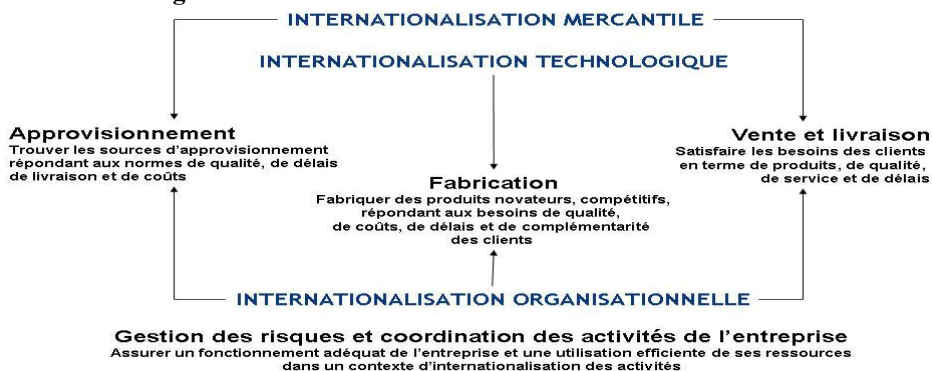 INTERNATIONALISATION MERCANTILE
INTERNATIONALISATION TECHNOLOGIQUE
Approvisionnement
Trouver les sources d'approvisionnement
répondant aux normes de qualité, de délais
de livraison et de coûts
Vente et livraison
Satisfaire les besoins des clients
en terme de produits, de qualité,
de service et de délais
Fabrication
Fabriquer des produits novateurs, compétitifs,
répondant aux besoins de qualité,
de coûts, de délais et de complémentarité
des clients
INTERNATIONALISATION ORGANISATIONNELLE
Gestion des risques et coordination des activités de l'entreprise
Assurer un fonctionnement adéquat de l'entreprise et une utilisation efficiente de ses ressources
dans un contexte d'internationalisation des activités